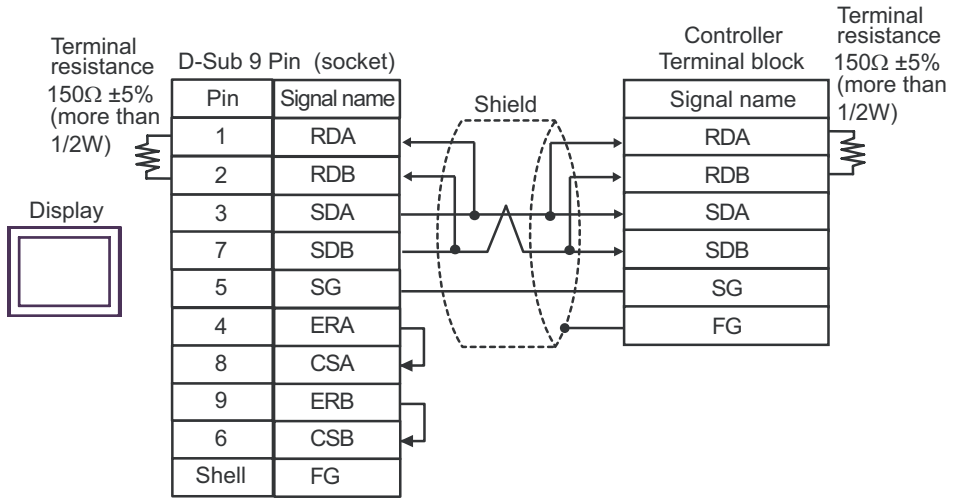 Terminal
resistance
150Ω ±5%
(more than
1/2W)
D-Sub 9 Pin (socket)
Pin Signal name
1 RDA
2 RDB
3 SDA
7 SDB
5 SG
4 ERA
8 CSA
9 ERB
6 CSB
Shell FG
Display
Shield
Controller
Terminal block
Signal name
RDA
RDB
SDA
SDB
SG
FG
Terminal
resistance
150Ω ±5%
(more than
1/2W)